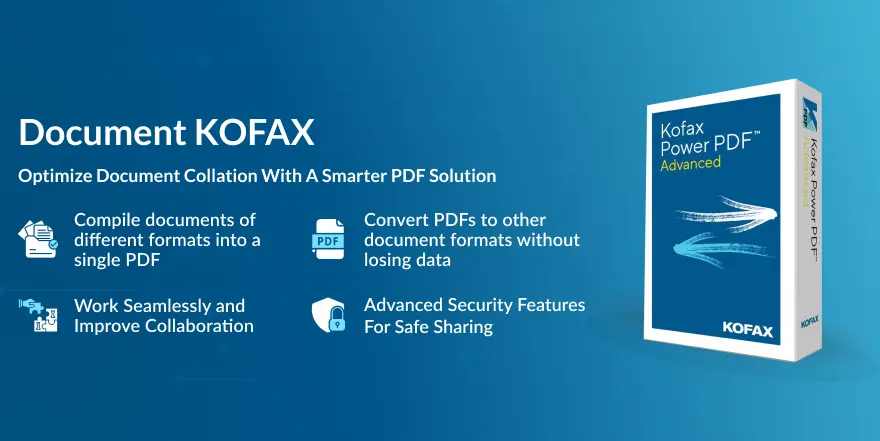 Document KOFAX
Optimize Document Collation With A Smarter PDF Solution
Compile documents of
different formats into a
single PDF
PDF
Convert PDFs to other
document formats without
losing data
Work Seamlessly and
Improve Collaboration
Advanced Security Features
For Safe Sharing
Kofax
Power PDF™
Advanced
KOFAX
PDF
Kofax Power PDF™
Advanced
KOFAX